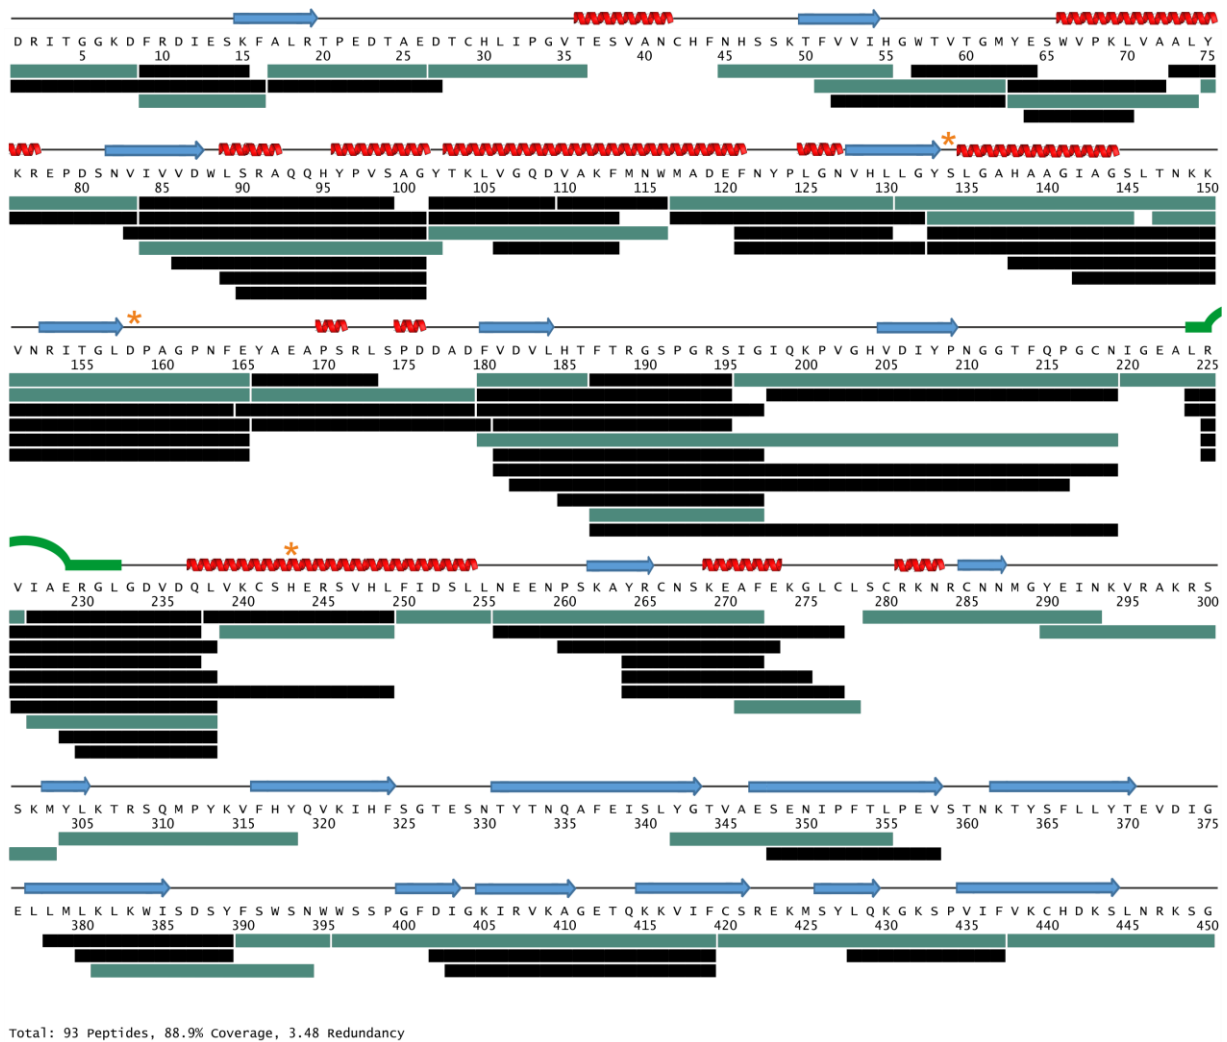 D R I T G G K D F R D I E S K F A L R T P E D T A E D T C H L I P G V T E S V A N C H F N H S S K T F V V I H G W T V T G M Y E S W V P K L V A A L Y
5 10 15 20 25 30 35 40 45 50 55 60 65 70 75
*
K R E P D S N V I V V D W L S R A Q Q H Y P V S A G Y T K L V G Q D V A K F M N W M A D E F N Y P L G N V H L L G Y S L G A H A A G I A G S L T N K K
80 85 90 95 100 105 110 115 120 125 130 135 140 145 150
*
V N R I T G L D P A G P N F E Y A E A P S R L S P D D A D F V D V L H T F T R G S P G R S I G I Q K P V G H V D I Y P N G G T F Q P G C N I G E A L R
155 160 165 170 175 180 185 190 195 200 205 210 215 220 225
*
V I A E R G L G D V D Q L V K C S H E R S V H L F I D S L L N E E N P S K A Y R C N S K E A F E K G L C L S C R K N R C N N M G Y E I N K V R A K R S
230 235 240 245 250 255 260 265 270 275 280 285 290 295 300
S K M Y L K T R S Q M P Y K V F H Y Q V K I H F S G T E S N T Y T N Q A F E I S L Y G T V A E S E N I P F T L P E V S T N K T Y S F L L Y T E V D I G
305 310 315 320 325 330 335 340 345 350 355 360 365 370 375
E L L M L K L K W I S D S Y F S W S N W W S S P G F D I G K I R V K A G E T Q K K V I F C S R E K M S Y L Q K G K S P V I F V K C H D K S L N R K S G
380 385 390 395 400 405 410 415 420 425 430 435 440 445 450
Total: 93 Peptides, 88.9% Coverage, 3.48 Redundancy